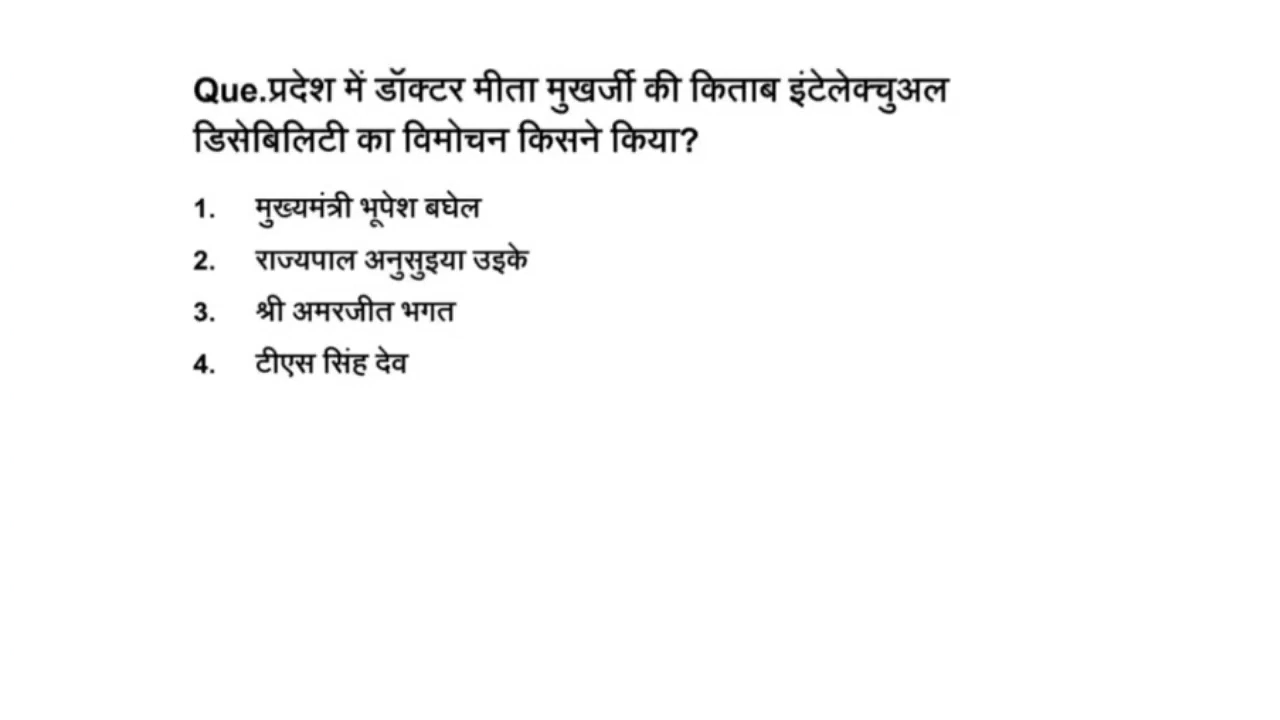 Que.प्रदेश में डॉक्टर मीता मुखर्जी की किताब इंटेलेक्चुअल
डिसेबिलिटी का विमोचन किसने किया?
1. मुख्यमंत्री भूपेश बघेल
2. राज्यपाल अनुसुइया उइके
3. श्री अमरजीत भगत
4. टीएस सिंह देव